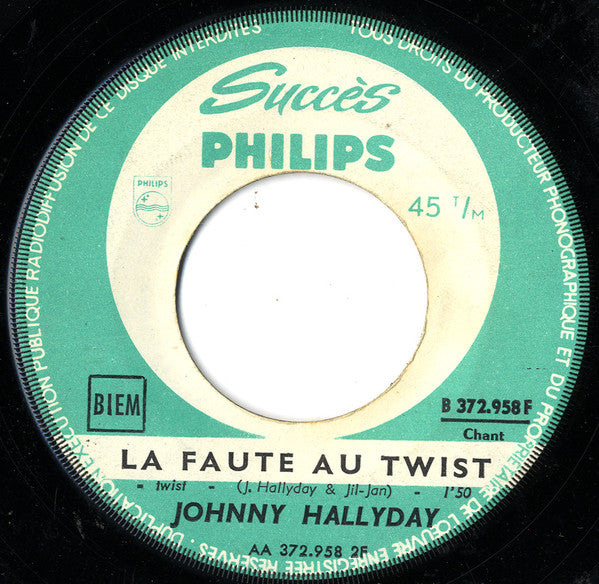 TOUS DROITS DU PRODUCTEUR PHONOGRAPHIQUE ET DU PROPRIÉTAIRE DE L'ŒUVRE ENREGISTRÉE RÉSERVÉS · DUPLICATION EXÉCUTION PUBLIQUE RADIODIFFUSION DE CE DISQUE INTERDITES
Succès
PHILIPS
PHILIPS
45 T/M
BIEM
B 372.958 F
Chant
LA FAUTE AU TWIST
- twist - (J. Hallyday & Jil-Jan) - 1'50
JOHNNY HALLYDAY
AA 372.958 2F